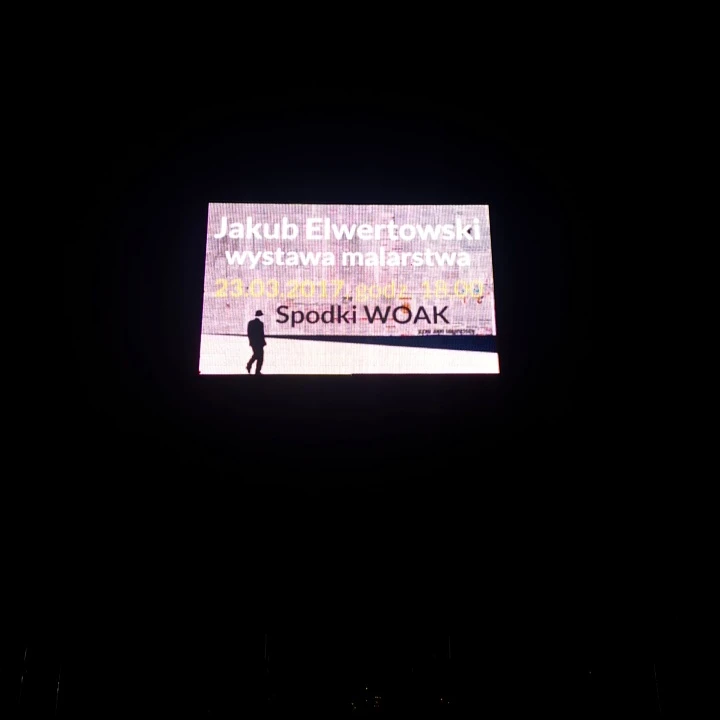 Jakub Elwertowski
wystawa malarstwa
23.03.2017, godz. 18.00
Spodki WOAK